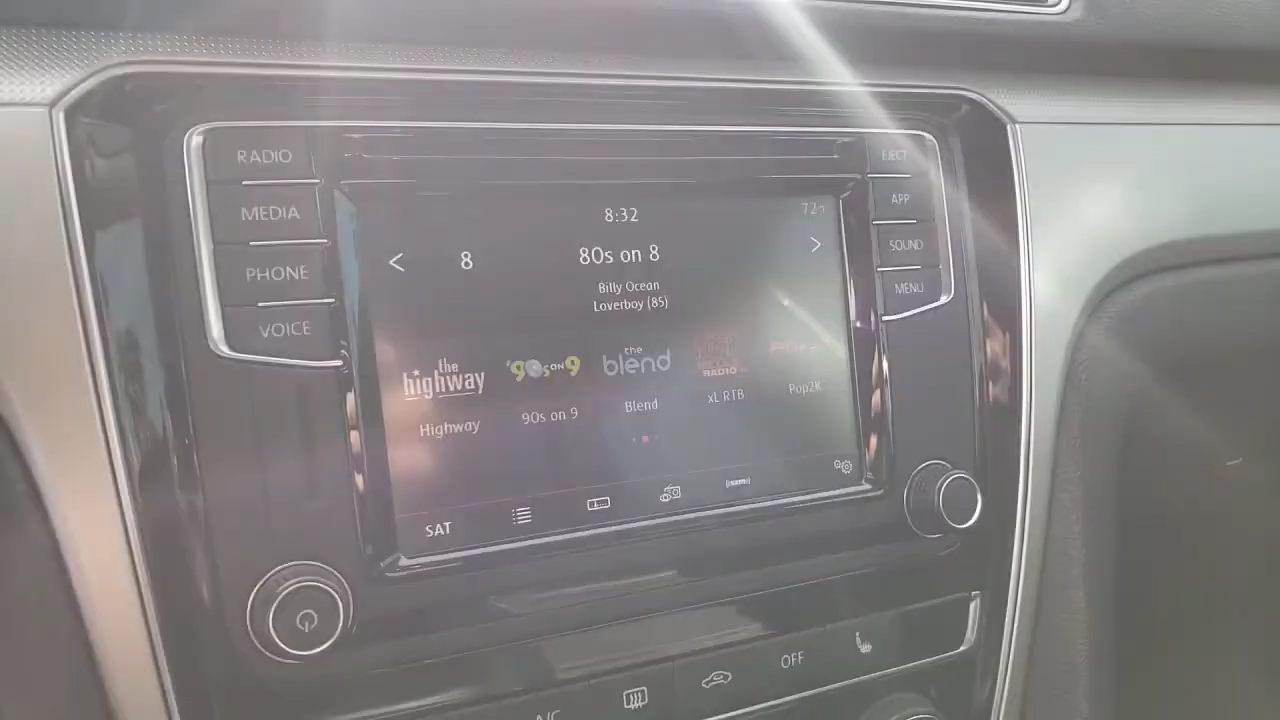 RADIO
MEDIA
PHONE
VOICE
EJECT
APP
SOUND
MENU
8:32
72
< 8 80s on 8 >
Billy Ocean
Loverboy (85)
the highway
'90s ON 9
the blend
RADIO
Highway
90s on 9
Blend
xL RTB
Pop2K
SAT
OFF
A/C